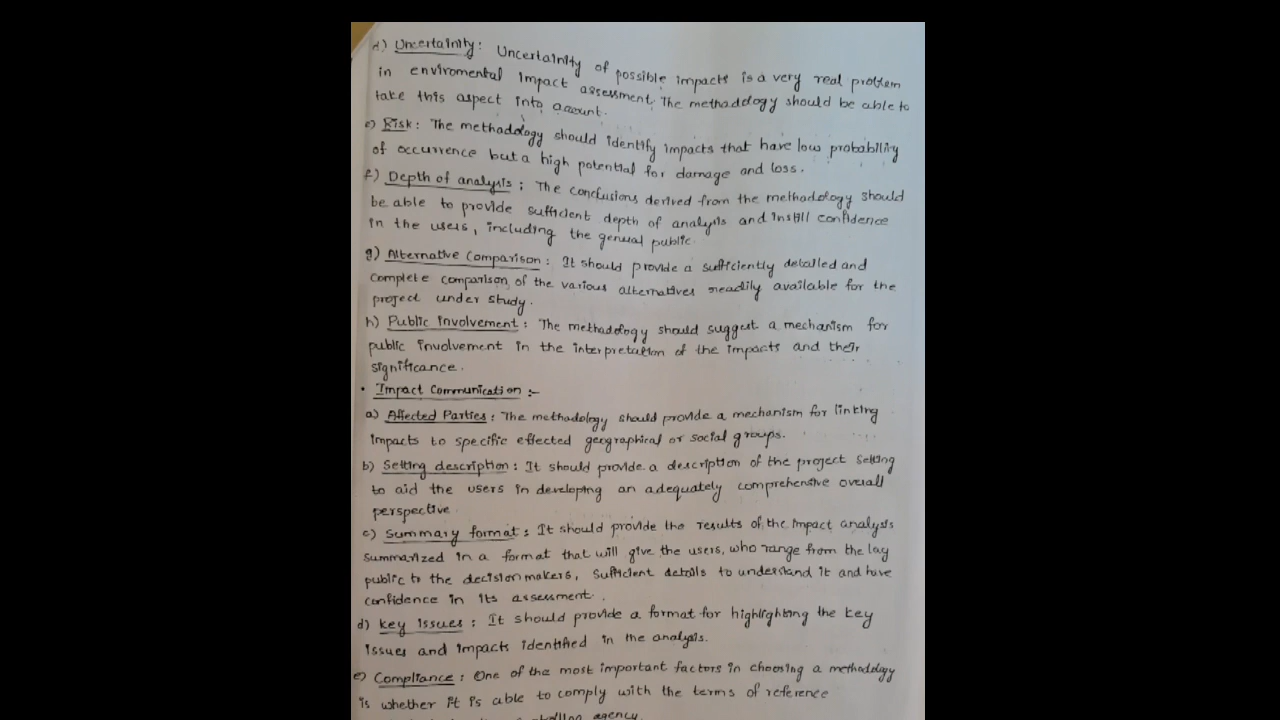 d) Uncertainity: Uncertainity of possible impacts is a very real problem
in enviromental impact assessment. The methadology should be able to
take this aspect into account.
e) Risk: The methadology should identify impacts that have low probability
of occurrence but a high potential for damage and loss.
f) Depth of analysis: The conclusions derived from the methadology should
be able to provide sufficient depth of analysis and instill confidence
in the users, including the general public.
g) Alternative Comparison: It should provide a sufficiently detailed and
complete comparison of the various alternatives readily available for the
project under study.
h) Public involvement: The methadology should suggest a mechanism for
public involvement in the interpretation of the impacts and their
significance.
• Impact Communication :-
a) Affected Parties: The methadology should provide a mechanism for linking
impacts to specific effected geographical or social groups.
b) Setting description: It should provide a description of the project setting
to aid the users in developing an adequately comprehensive overall
perspective.
c) Summary format: It should provide the results of the impact analysis
summarized in a format that will give the users, who range from the lay
public to the decision makers, sufficient details to understand it and have
confidence in its assessment.
d) key issues: It should provide a format for highlighting the key
issues and impacts identified in the analysis.
e) Compliance: One of the most important factors in choosing a methadology
is whether it is able to comply with the terms of reference
agency.